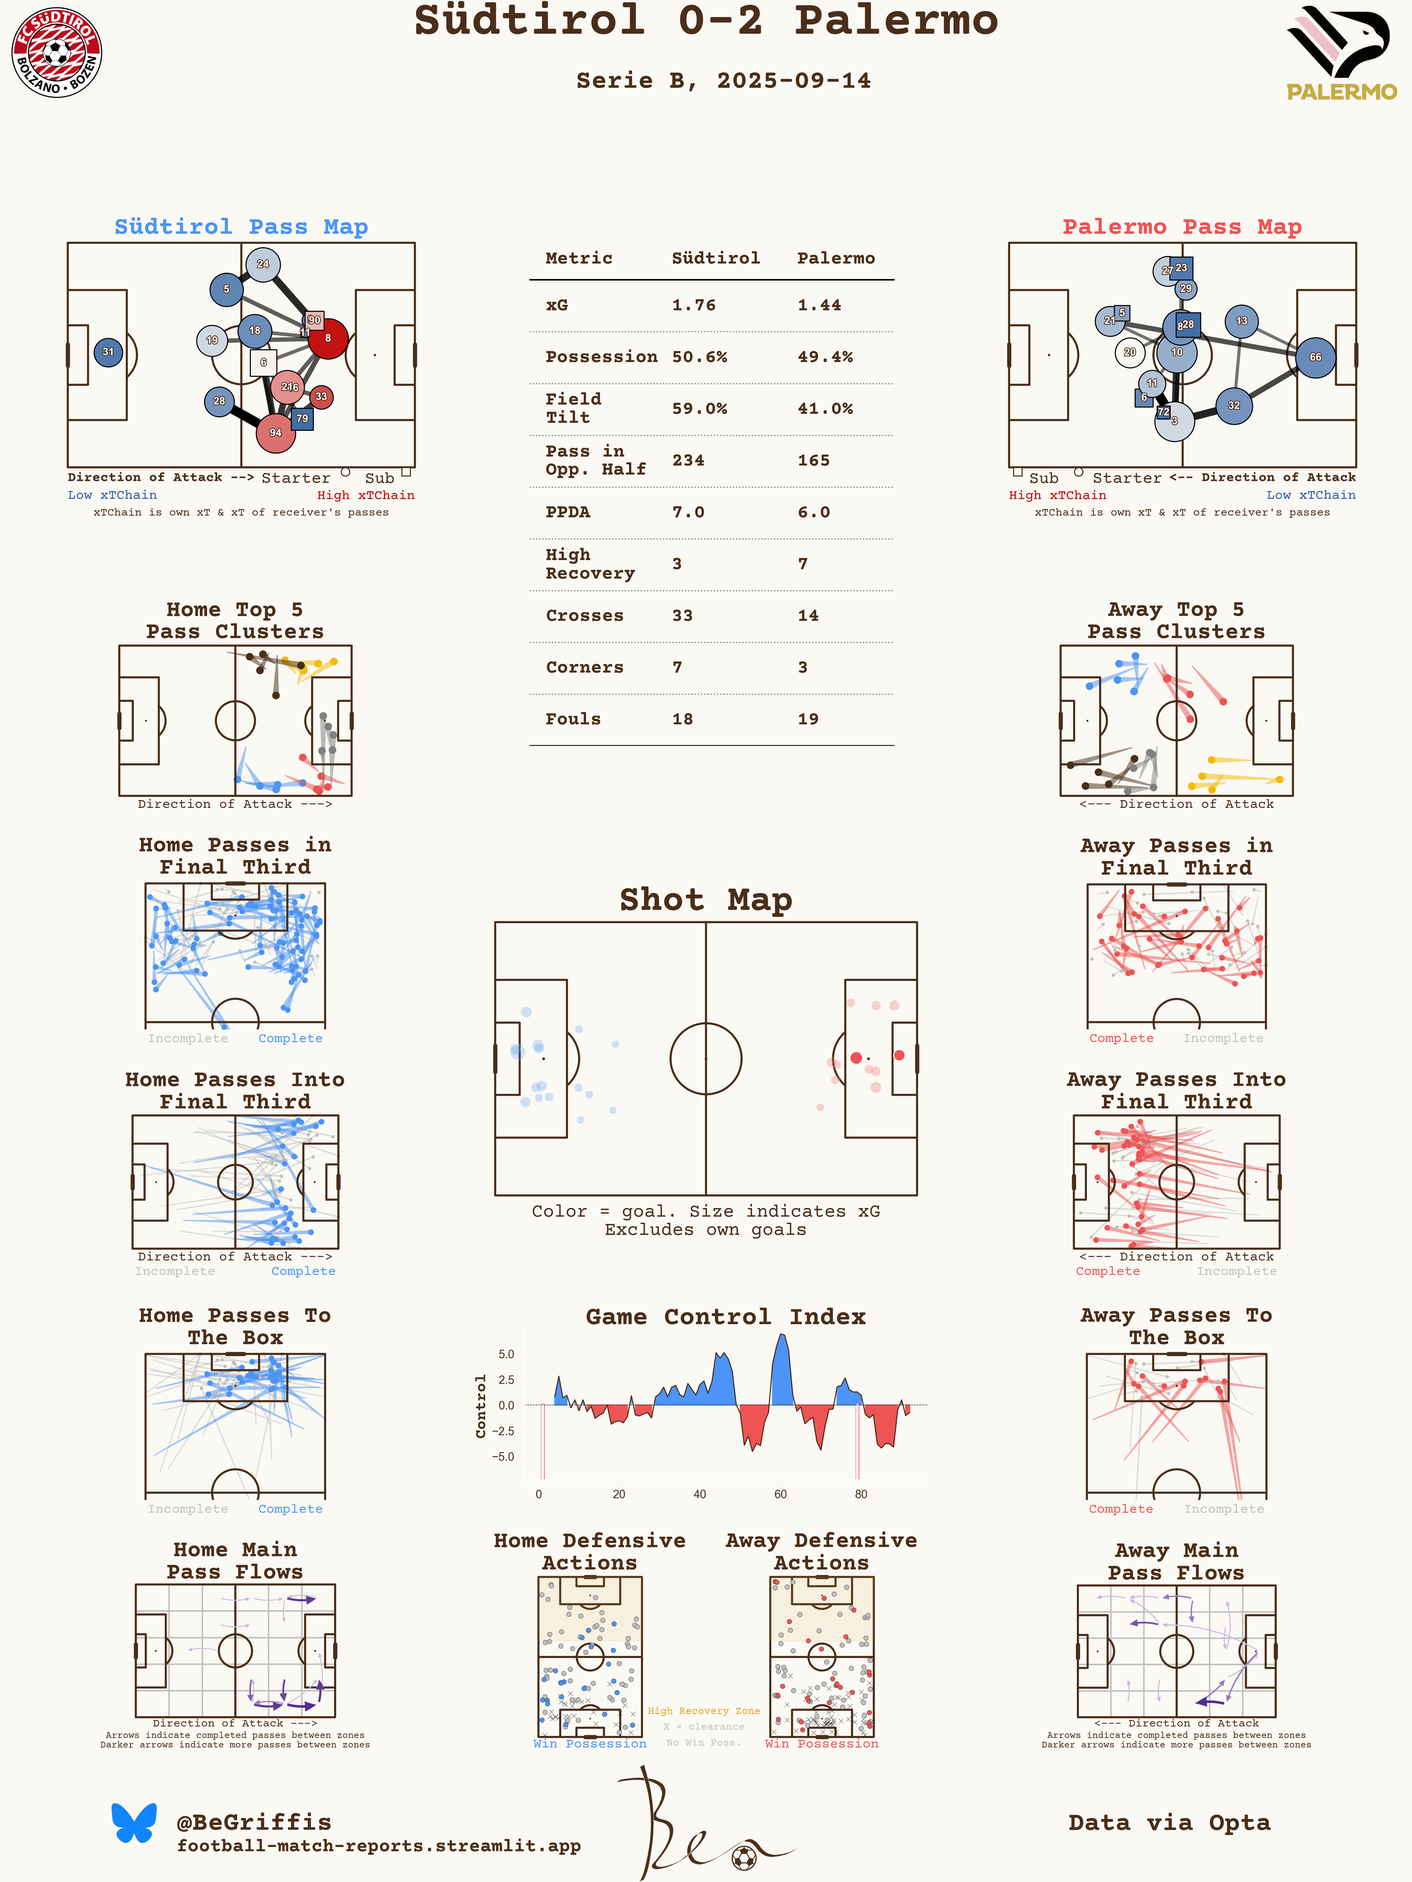 Südtirol 0-2 Palermo
Serie B, 2025-09-14
FC SÜDTIROL
BOLZANO • BOZEN
PALERMO
Südtirol Pass Map
24
5
90
11
8
18
19
6
31
2
16
33
28
79
94
Direction of Attack --> Starter Sub
Low xTChain High xTChain
xTChain is own xT & xT of receiver's passes
Metric Südtirol Palermo
xG 1.76 1.44
Possession 50.6% 49.4%
Field
Tilt 59.0% 41.0%
Pass in
Opp. Half 234 165
PPDA 7.0 6.0
High
Recovery 3 7
Crosses 33 14
Corners 7 3
Fouls 18 19
Palermo Pass Map
27
23
29
21
5
8
28
13
20
10
66
11
6
72
3
32
Sub Starter <-- Direction of Attack
High xTChain Low xTChain
xTChain is own xT & xT of receiver's passes
Home Top 5
Pass Clusters
Direction of Attack --->
Away Top 5
Pass Clusters
<--- Direction of Attack
Home Passes in
Final Third
Incomplete Complete
Away Passes in
Final Third
Complete Incomplete
Shot Map
Color = goal. Size indicates xG
Excludes own goals
Home Passes Into
Final Third
Direction of Attack --->
Incomplete Complete
Away Passes Into
Final Third
<--- Direction of Attack
Complete Incomplete
Home Passes To
The Box
Incomplete Complete
Game Control Index
Control
5.0
2.5
0.0
−2.5
−5.0
0 20 40 60 80
Away Passes To
The Box
Complete Incomplete
Home Main
Pass Flows
Direction of Attack --->
Arrows indicate completed passes between zones
Darker arrows indicate more passes between zones
Home Defensive
Actions
Win Possession
High Recovery Zone
X = clearance
No Win Poss.
Away Defensive
Actions
Win Possession
Away Main
Pass Flows
<--- Direction of Attack
Arrows indicate completed passes between zones
Darker arrows indicate more passes between zones
@BeGriffis
football-match-reports.streamlit.app
Ben
Data via Opta